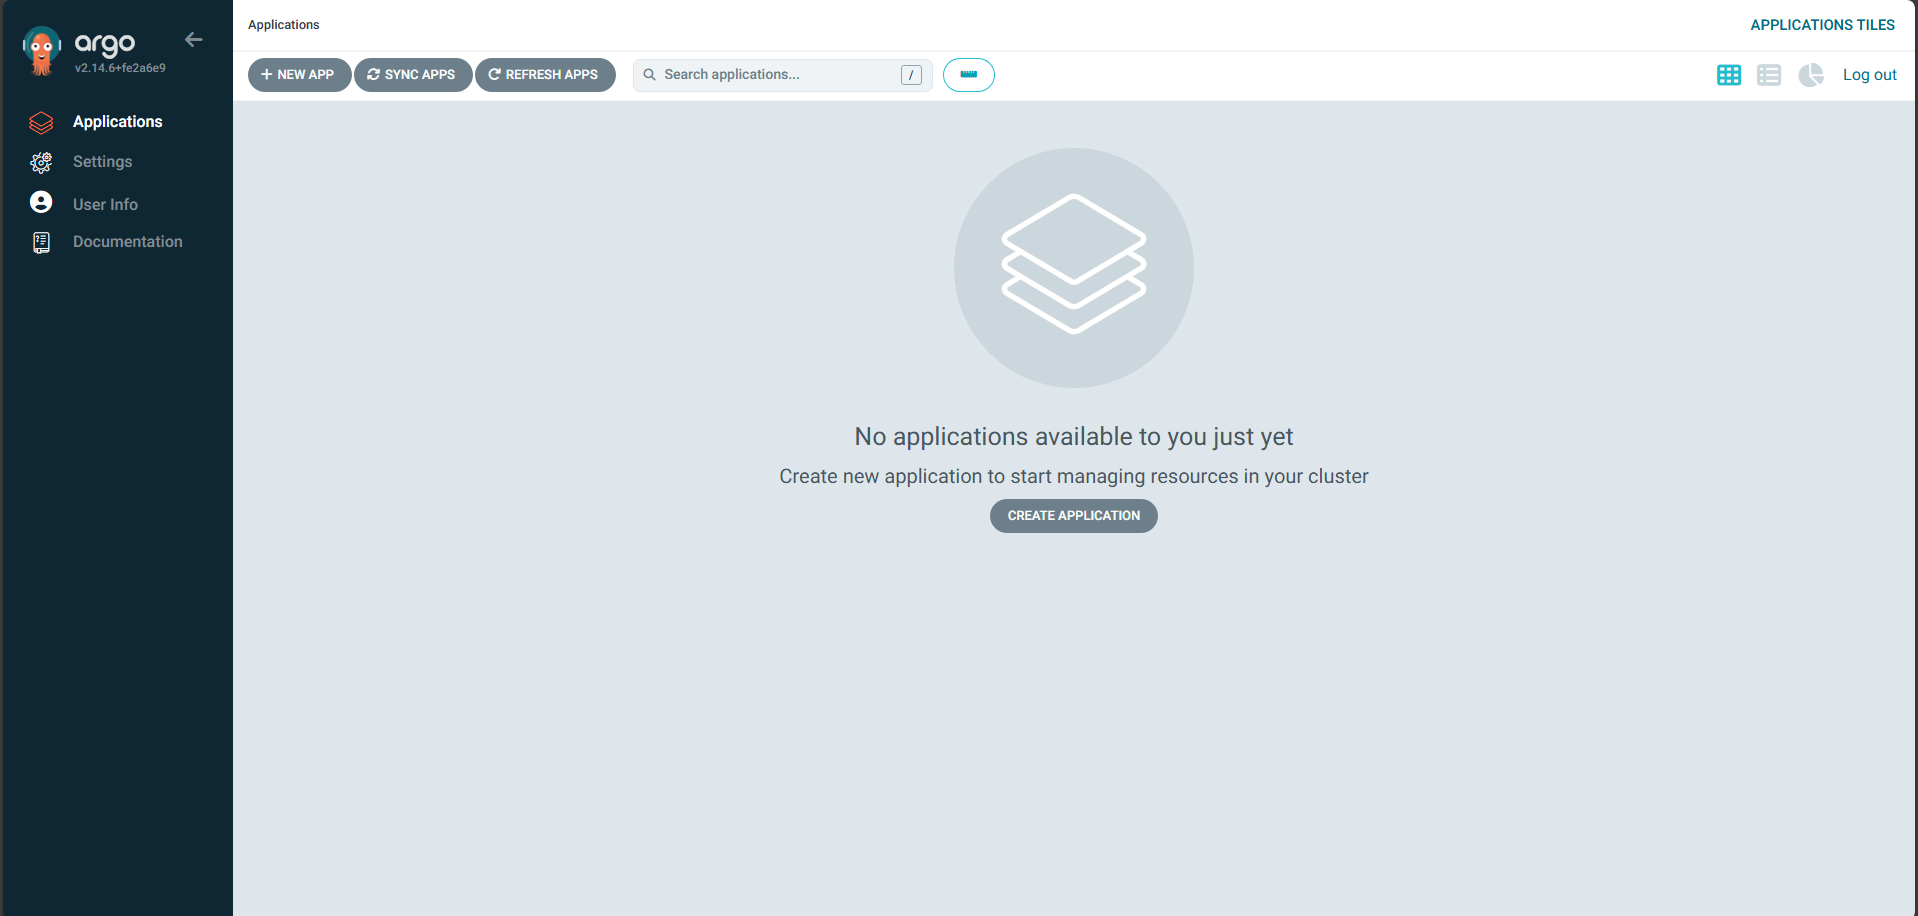 argo
v2.14.6+fe2a6e9
Applications
Settings
User Info
Documentation
Applications
APPLICATIONS TILES
NEW APP
SYNC APPS
REFRESH APPS
Search applications...
/
Log out
No applications available to you just yet
Create new application to start managing resources in your cluster
CREATE APPLICATION